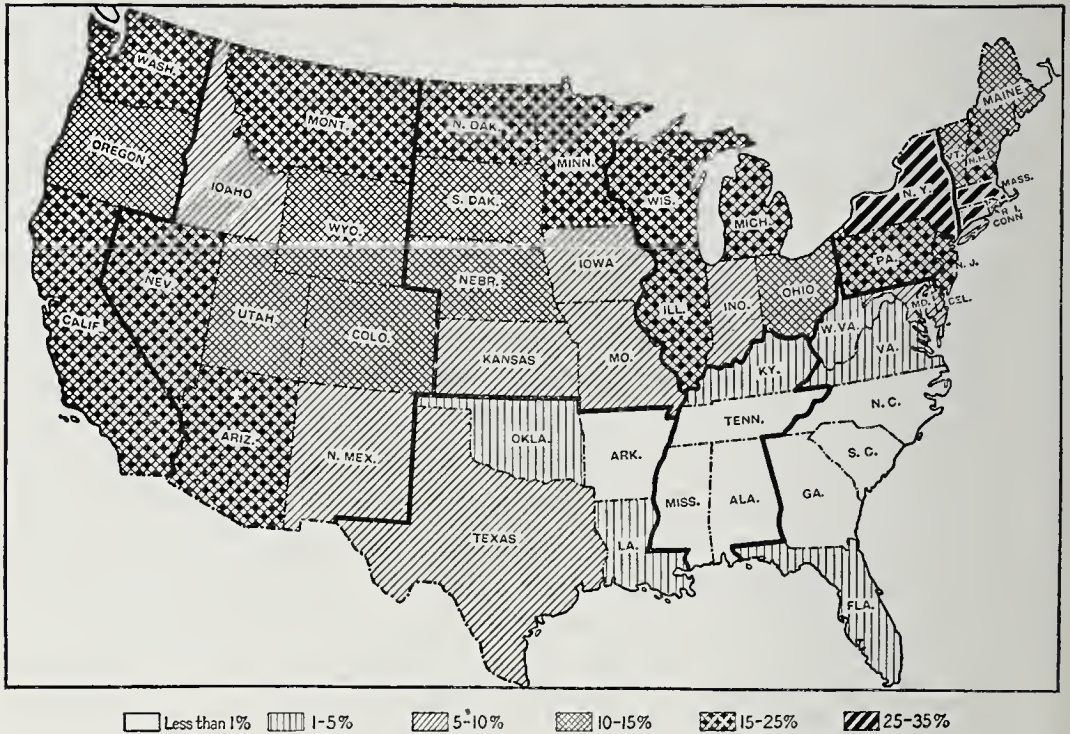 WASH.
MONT.
N. DAK.
MINN.
OREGON
IDAHO
WYO.
S. DAK.
WIS.
MICH.
MAINE
VT.
N.H.
MASS.
R. I.
CONN
N. Y.
NEV.
UTAH
COLO.
NEBR.
IOWA
ILL.
IND.
OHIO
PA.
N. J.
MD.
DEL.
W. VA.
VA.
CALIF.
ARIZ.
N. MEX.
KANSAS
MO.
KY.
OKLA.
ARK.
TENN.
N. C.
S. C.
TEXAS
LA.
MISS.
ALA.
GA.
FLA.
Less than 1% 1-5% 5-10% 10-15% 15-25% 25-35%